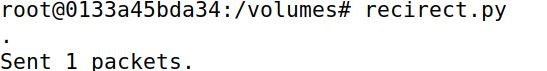 root@0133a45bda34:/volumes# recirect.py
.
Sent 1 packets.